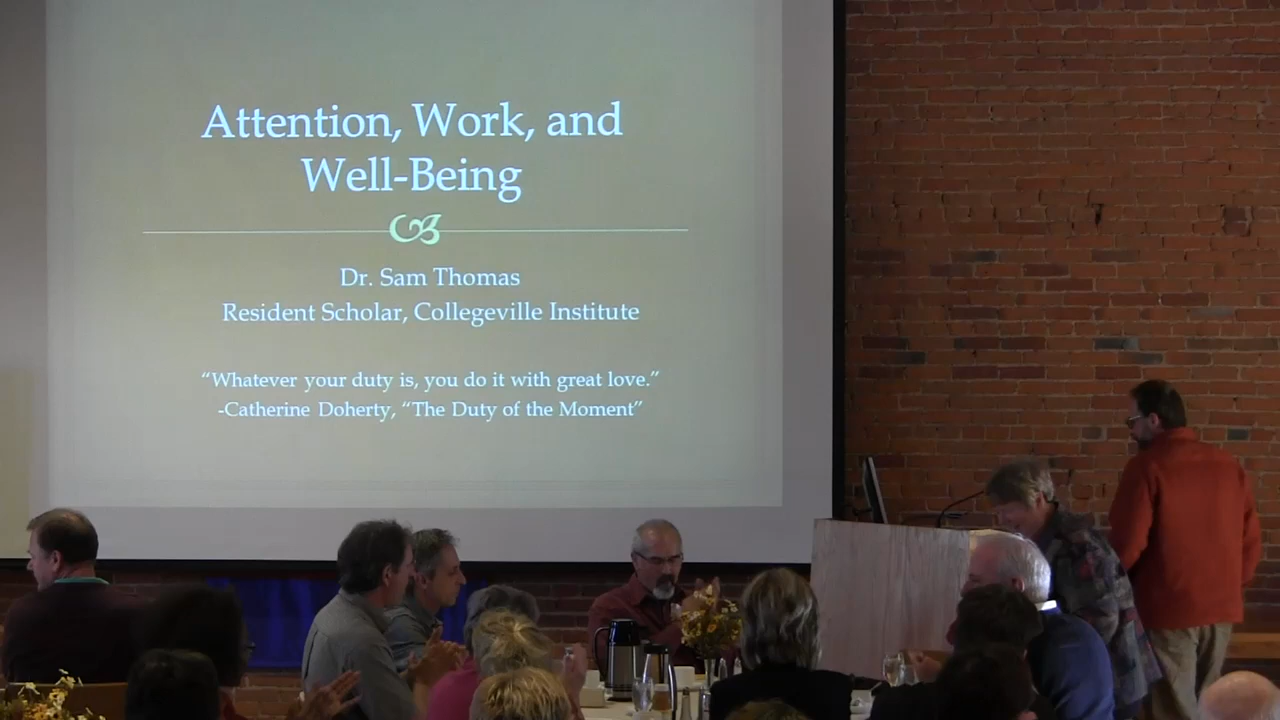 Attention, Work, and
Well-Being
Dr. Sam Thomas
Resident Scholar, Collegeville Institute
“Whatever your duty is, you do it with great love.”
-Catherine Doherty, “The Duty of the Moment”